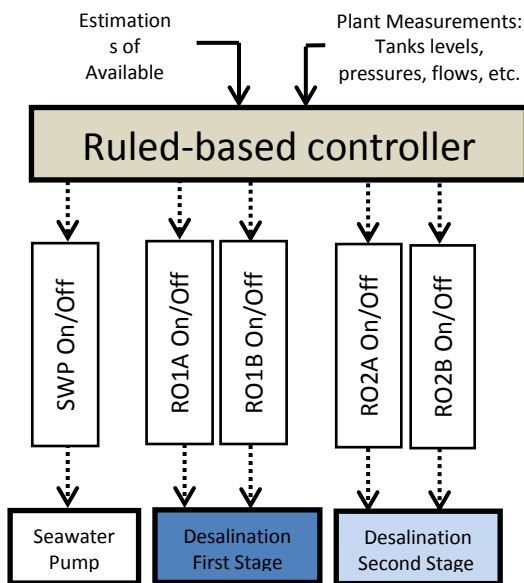 Estimation
s of
Available
Plant Measurements:
Tanks levels,
pressures, flows, etc.
Ruled-based controller
SWP On/Off
RO1A On/Off
RO1B On/Off
RO2A On/Off
RO2B On/Off
Seawater
Pump
Desalination
First Stage
Desalination
Second Stage